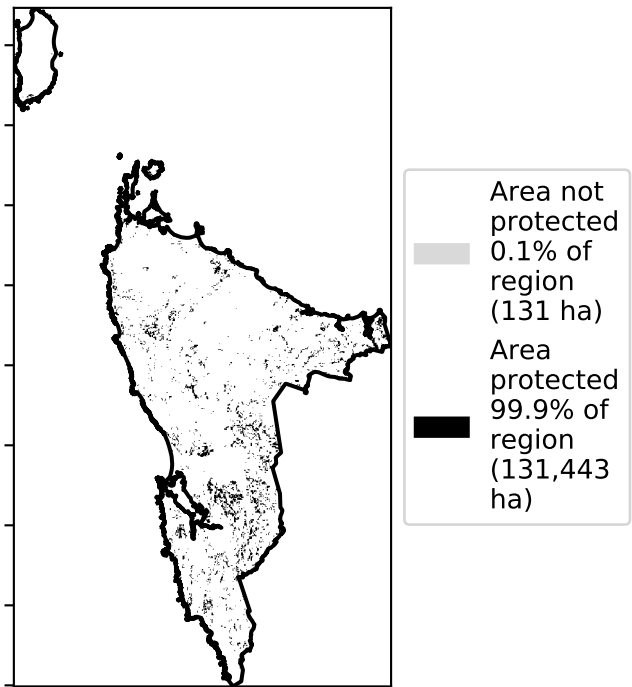 Area not
protected
0.1% of
region
(131 ha)
Area
protected
99.9% of
region
(131,443
ha)